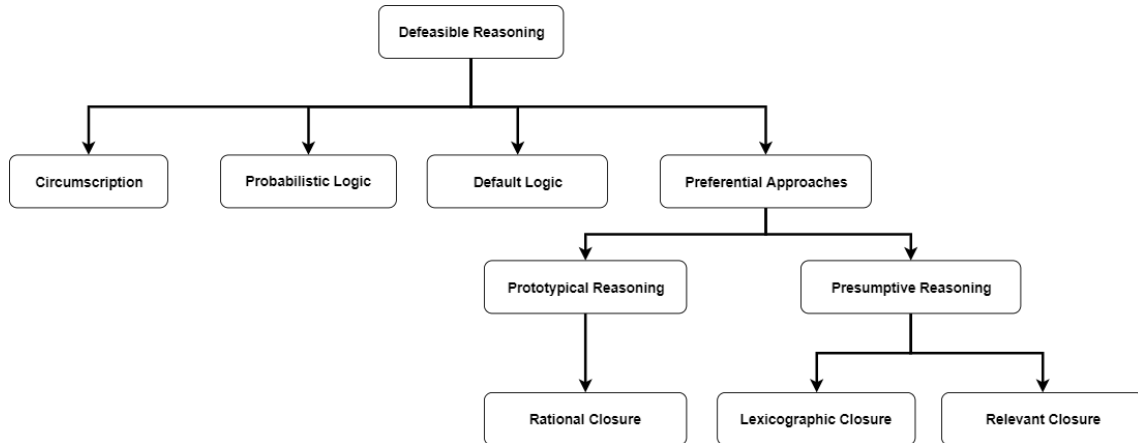 Defeasible Reasoning
Circumscription
Probabilistic Logic
Default Logic
Preferential Approaches
Prototypical Reasoning
Presumptive Reasoning
Rational Closure
Lexicographic Closure
Relevant Closure